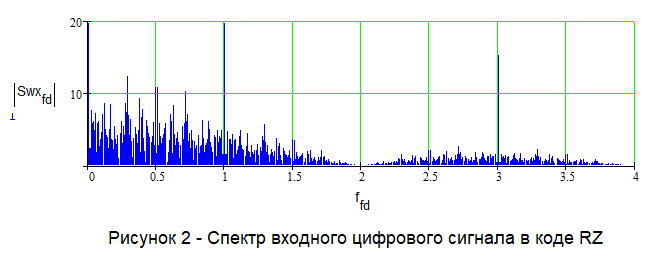 20
|Swx_fd|
10
0 0.5 1 1.5 2 2.5 3 3.5 4
f_fd
Рисунок 2 - Спектр входного цифрового сигнала в коде RZ